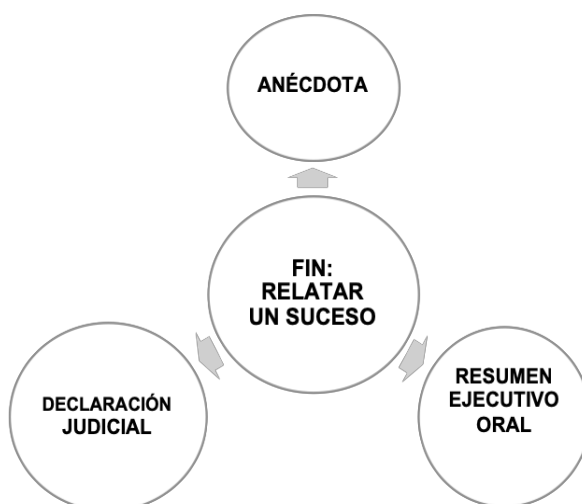 ANÉCDOTA
FIN:
RELATAR
UN SUCESO
DECLARACIÓN
JUDICIAL
RESUMEN
EJECUTIVO
ORAL